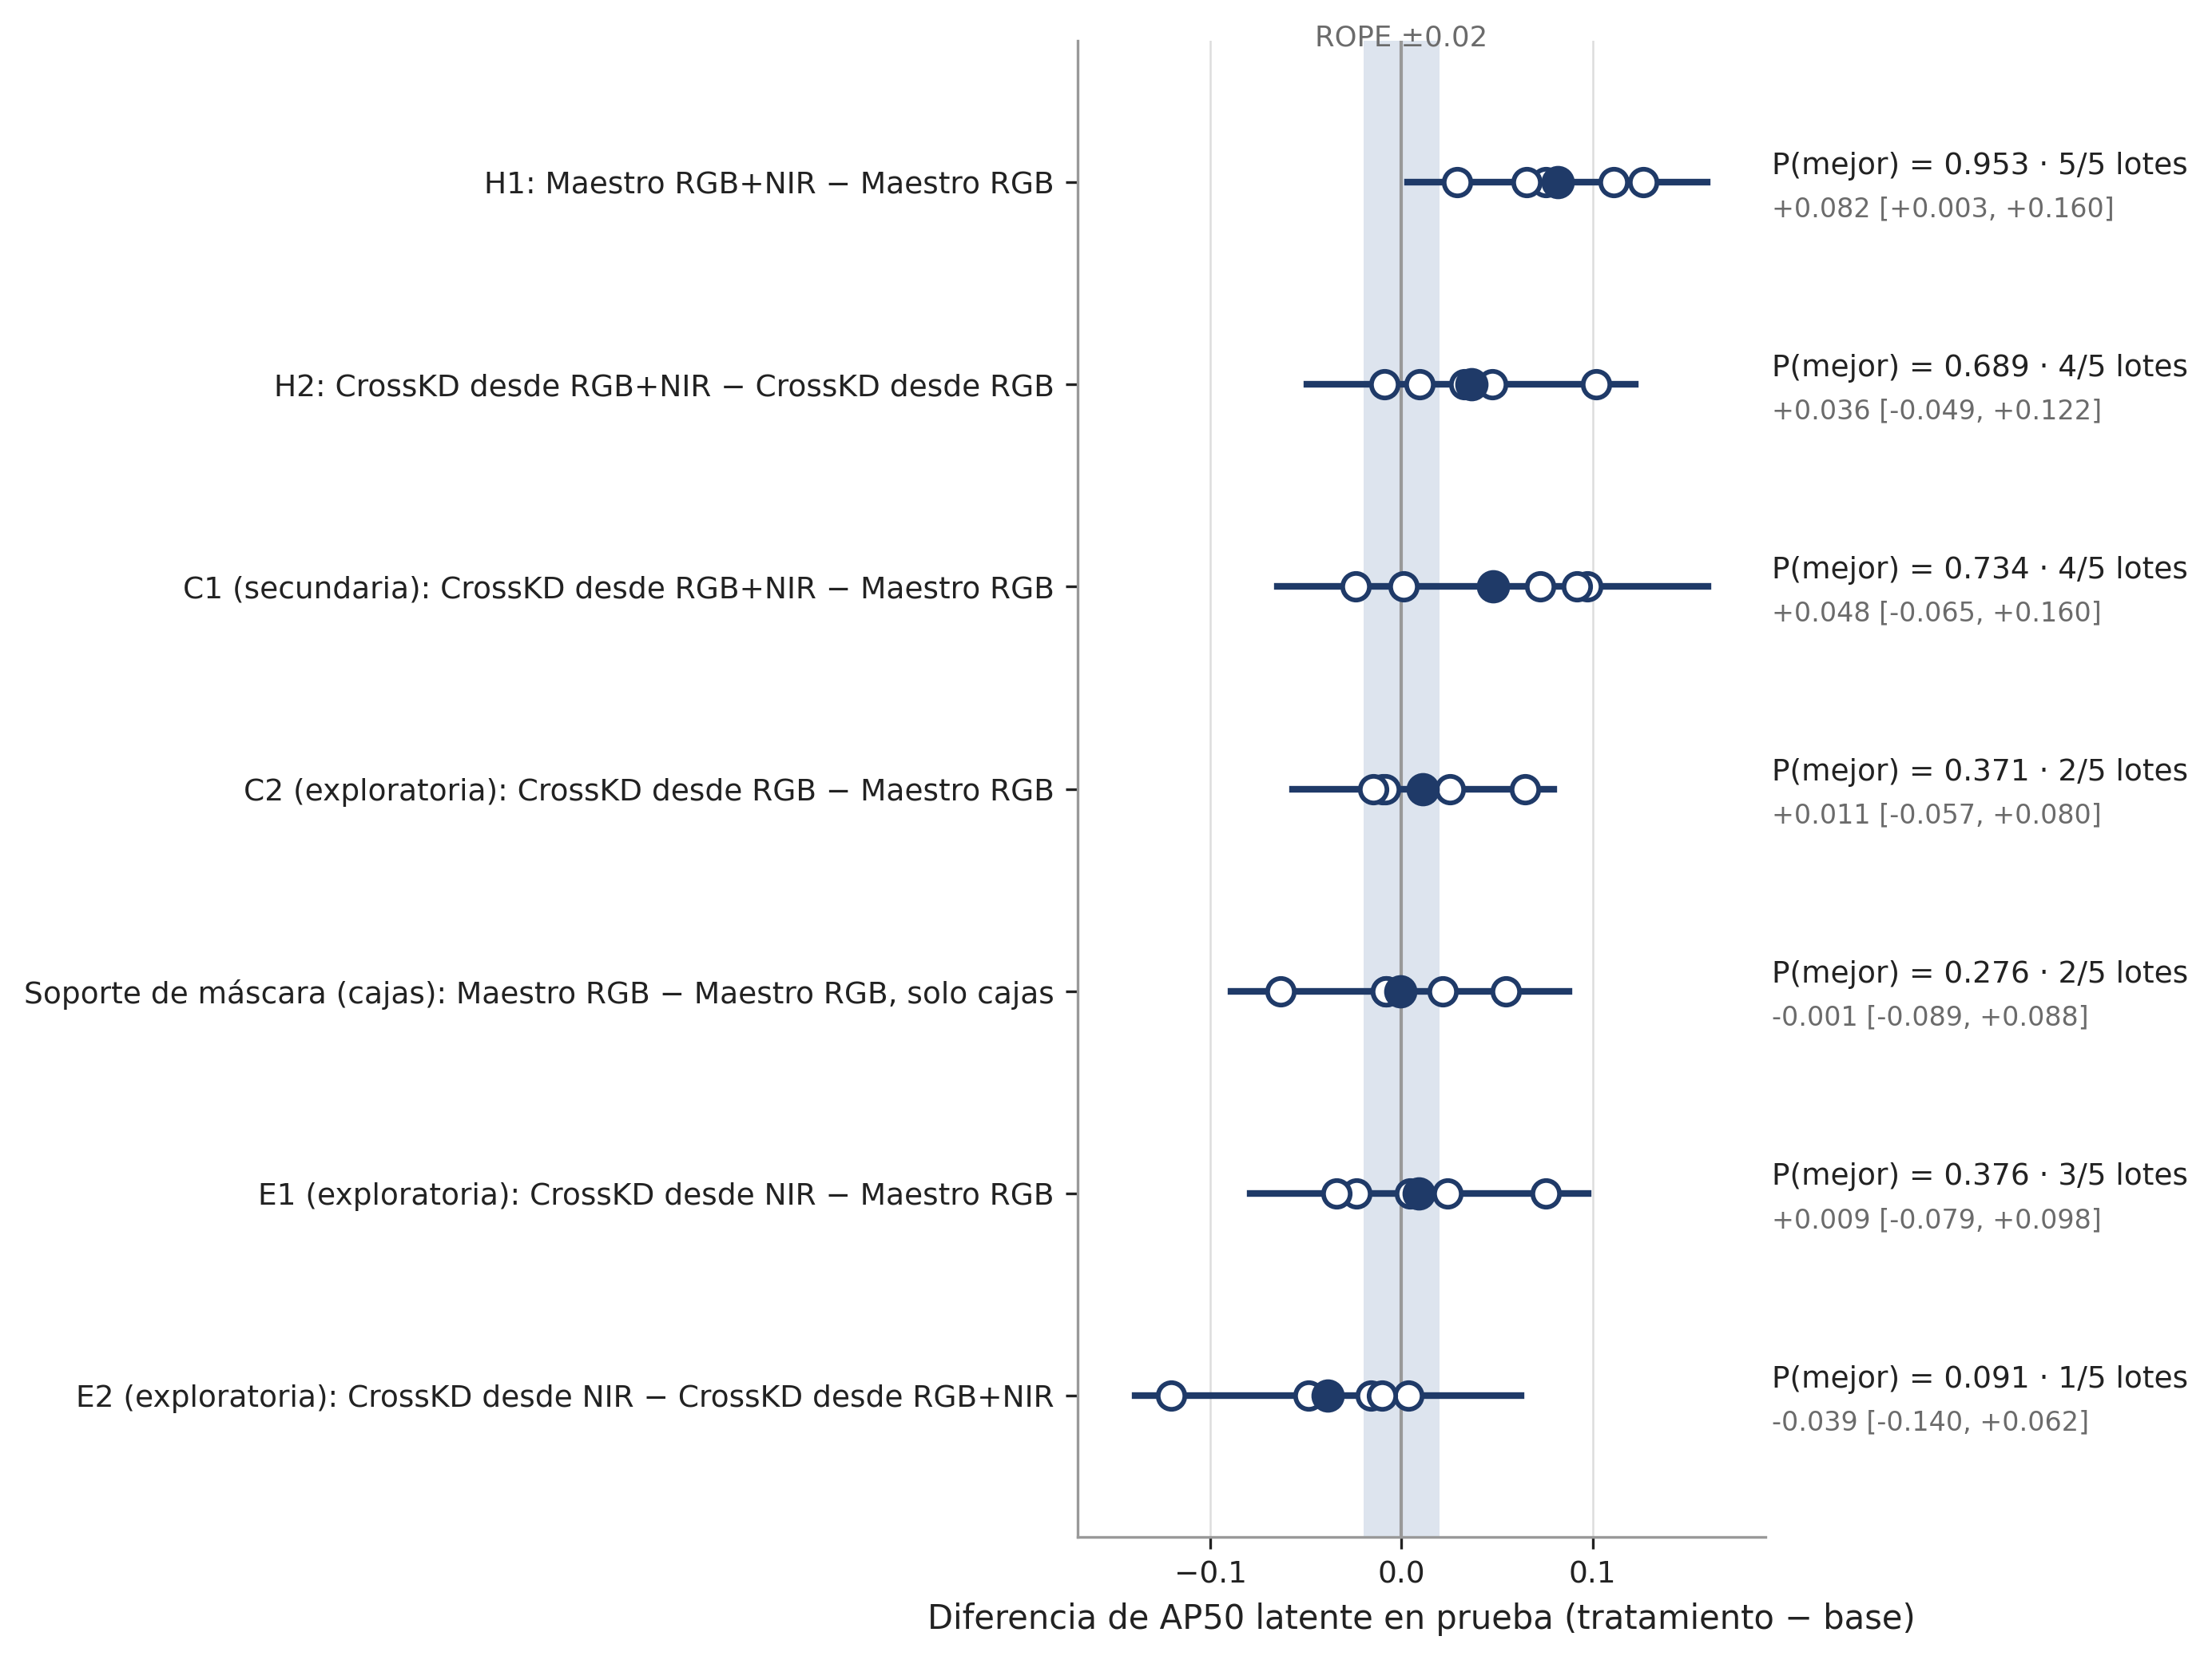 ROPE ±0.02
H1: Maestro RGB+NIR − Maestro RGB
P(mejor) = 0.953 · 5/5 lotes
+0.082 [+0.003, +0.160]
H2: CrossKD desde RGB+NIR − CrossKD desde RGB
P(mejor) = 0.689 · 4/5 lotes
+0.036 [-0.049, +0.122]
C1 (secundaria): CrossKD desde RGB+NIR − Maestro RGB
P(mejor) = 0.734 · 4/5 lotes
+0.048 [-0.065, +0.160]
C2 (exploratoria): CrossKD desde RGB − Maestro RGB
P(mejor) = 0.371 · 2/5 lotes
+0.011 [-0.057, +0.080]
Soporte de máscara (cajas): Maestro RGB − Maestro RGB, solo cajas
P(mejor) = 0.276 · 2/5 lotes
-0.001 [-0.089, +0.088]
E1 (exploratoria): CrossKD desde NIR − Maestro RGB
P(mejor) = 0.376 · 3/5 lotes
+0.009 [-0.079, +0.098]
E2 (exploratoria): CrossKD desde NIR − CrossKD desde RGB+NIR
P(mejor) = 0.091 · 1/5 lotes
-0.039 [-0.140, +0.062]
−0.1 0.0 0.1
Diferencia de AP50 latente en prueba (tratamiento − base)